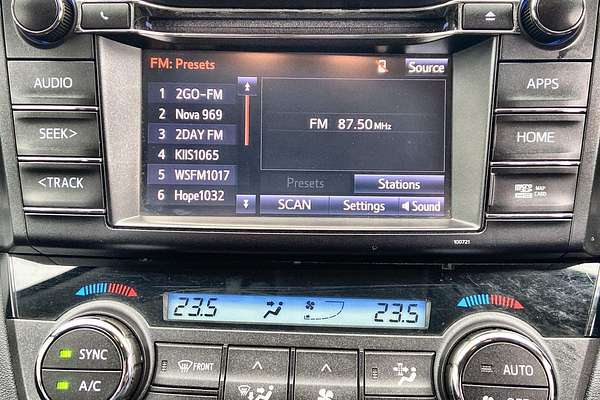 FM: Presets
Source
1 2GO-FM
2 Nova 969
3 2DAY FM
4 KIIS1065
5 WSFM1017
6 Hope1032
FM 87.50 MHz
Presets
Stations
SCAN
Settings
Sound
AUDIO
SEEK>
<TRACK
APPS
HOME
MAP
CARD
100721
23.5
23.5
SYNC
A/C
FRONT
AUTO
OFF